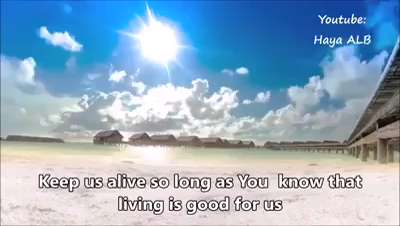 Youtube:
Haya ALB
Keep us alive so long as You  know that
living is good for us